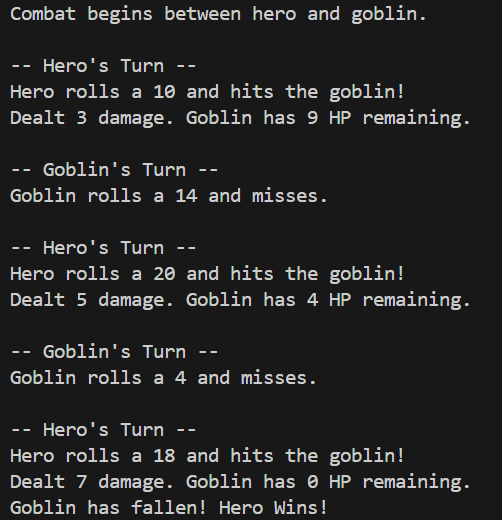 Combat begins between hero and goblin.
-- Hero's Turn --
Hero rolls a 10 and hits the goblin!
Dealt 3 damage. Goblin has 9 HP remaining.
-- Goblin's Turn --
Goblin rolls a 14 and misses.
-- Hero's Turn --
Hero rolls a 20 and hits the goblin!
Dealt 5 damage. Goblin has 4 HP remaining.
-- Goblin's Turn --
Goblin rolls a 4 and misses.
-- Hero's Turn --
Hero rolls a 18 and hits the goblin!
Dealt 7 damage. Goblin has 0 HP remaining.
Goblin has fallen! Hero Wins!